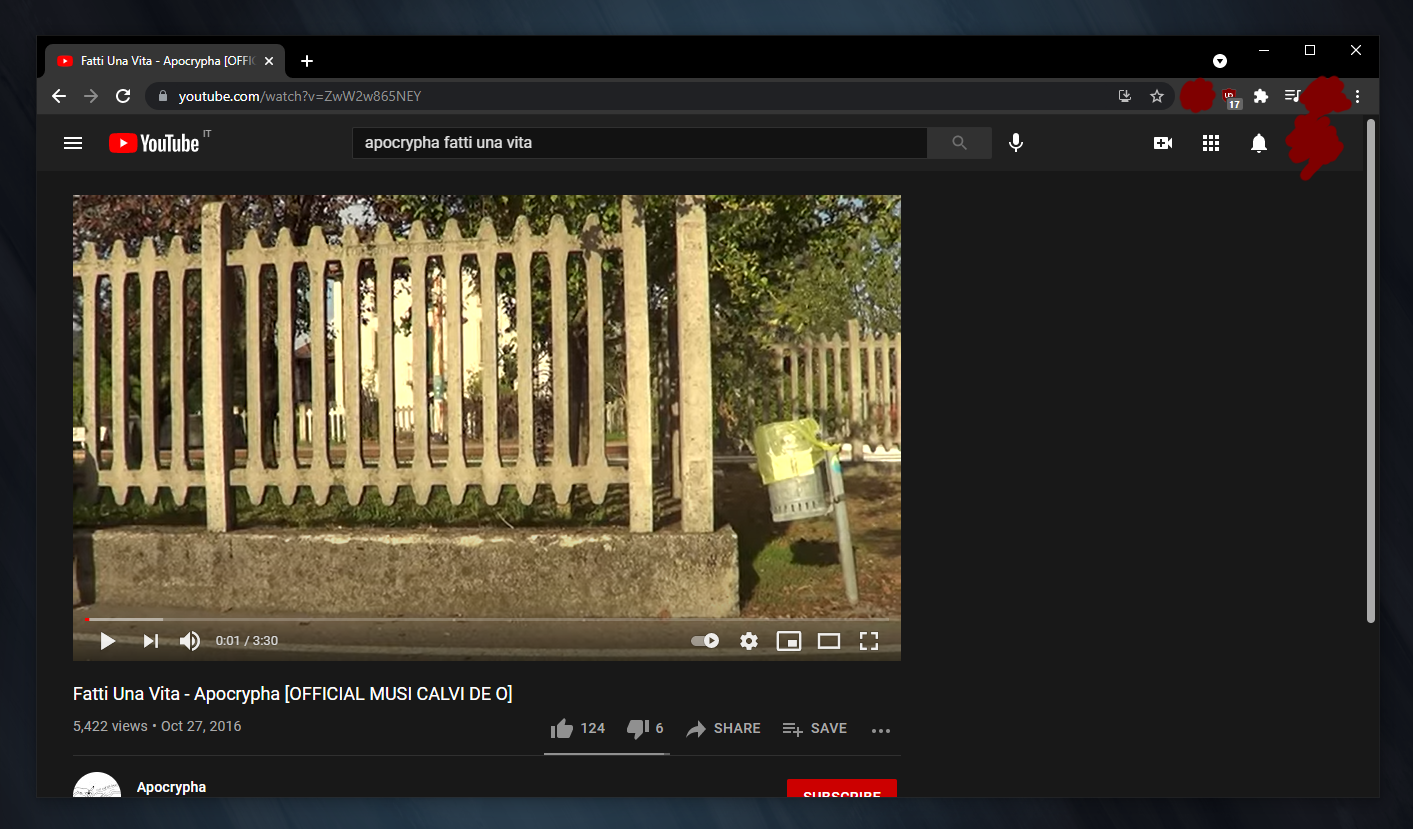 Fatti Una Vita - Apocrypha [OFFIC
youtube.com/watch?v=ZwW2w865NEY
17
YouTube IT
apocrypha fatti una vita
0:01 / 3:30
Fatti Una Vita - Apocrypha [OFFICIAL MUSI CALVI DE O]
5,422 views • Oct 27, 2016
124
6
SHARE
SAVE
Apocrypha
SUBSCRIBE